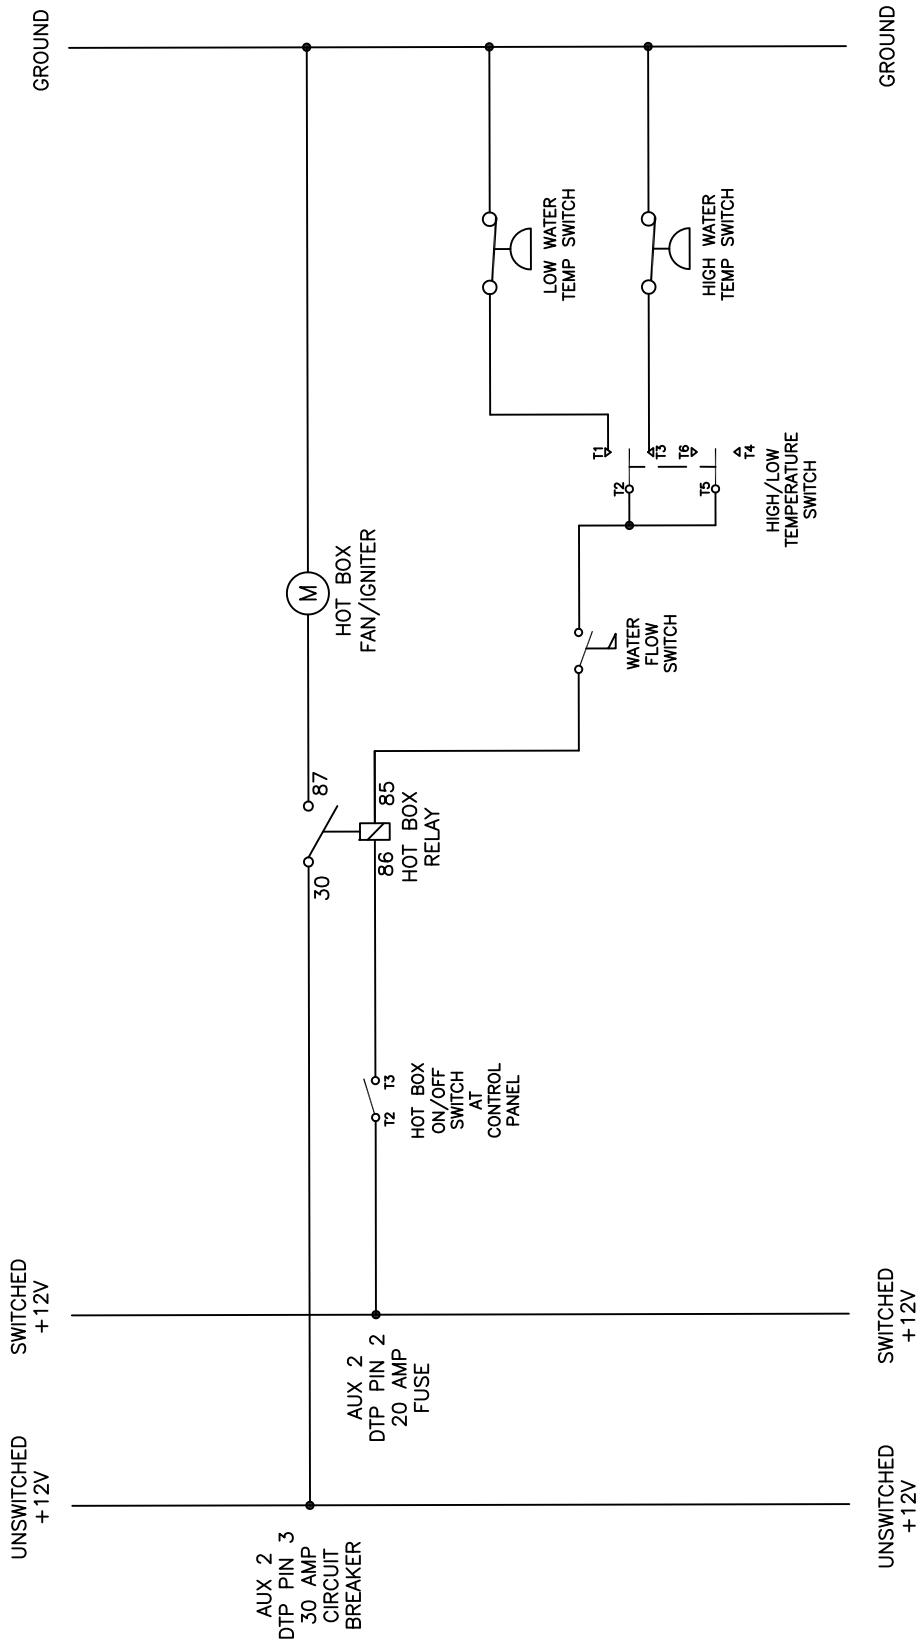 UNSWITCHED
+12V
SWITCHED
+12V
GROUND
AUX 2
DTP PIN 3
30 AMP
CIRCUIT
BREAKER
30
87
M
HOT BOX
FAN/IGNITER
AUX 2
DTP PIN 2
20 AMP
FUSE
T2
T3
HOT BOX
ON/OFF
SWITCH
AT
CONTROL
PANEL
86
85
HOT BOX
RELAY
WATER
FLOW
SWITCH
LOW WATER
TEMP SWITCH
T1
T2
T3
T6
T5
T4
HIGH/LOW
TEMPERATURE
SWITCH
HIGH WATER
TEMP SWITCH
UNSWITCHED
+12V
SWITCHED
+12V
GROUND